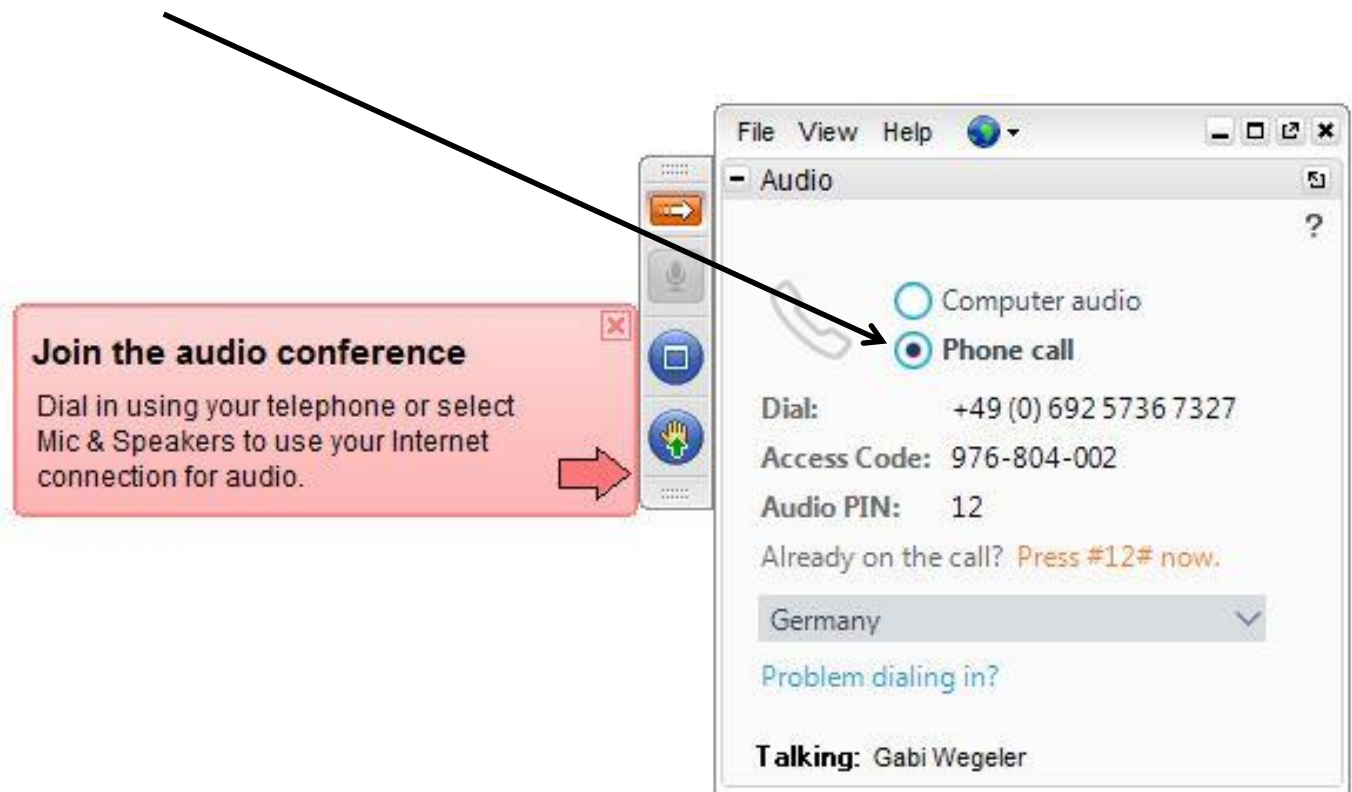 File View Help
Audio
?
Computer audio
Phone call
Join the audio conference
Dial in using your telephone or select
Mic & Speakers to use your Internet
connection for audio.
Dial: +49 (0) 692 5736 7327
Access Code: 976-804-002
Audio PIN: 12
Already on the call? Press #12# now.
Germany
Problem dialing in?
Talking: Gabi Wegeler